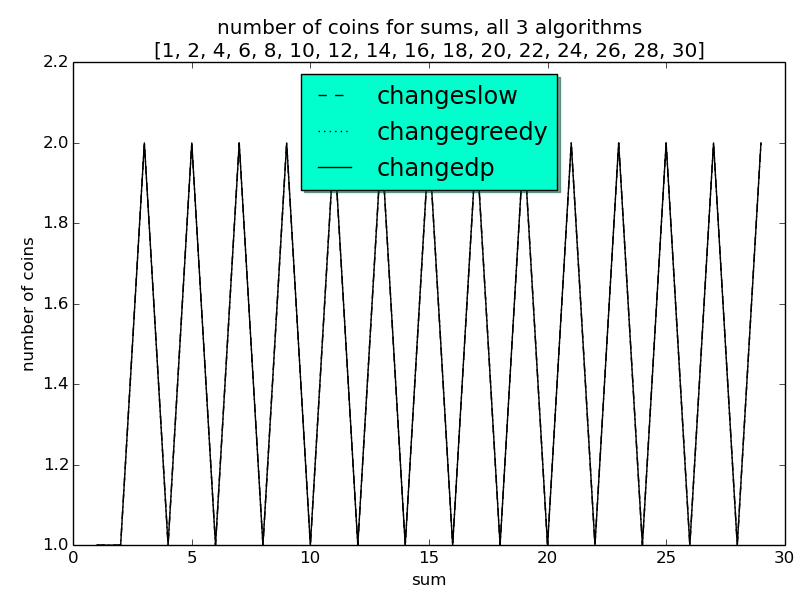 number of coins for sums, all 3 algorithms
[1, 2, 4, 6, 8, 10, 12, 14, 16, 18, 20, 22, 24, 26, 28, 30]
2.2
2.0
1.8
1.6
1.4
1.2
1.0
number of coins
changeslow
changegreedy
changedp
0 5 10 15 20 25 30
sum